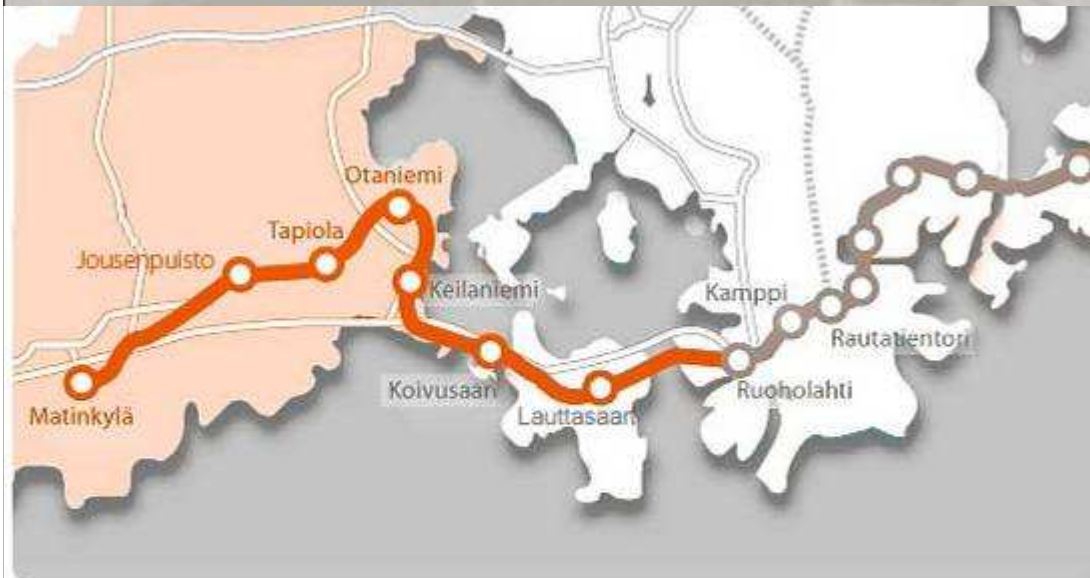 Otaniemi
Tapiola
Jousenpuisto
Keilaniemi
Kamppi
Rautatientori
Koivusaari
Ruoholahti
Matinkylä
Lauttasaari